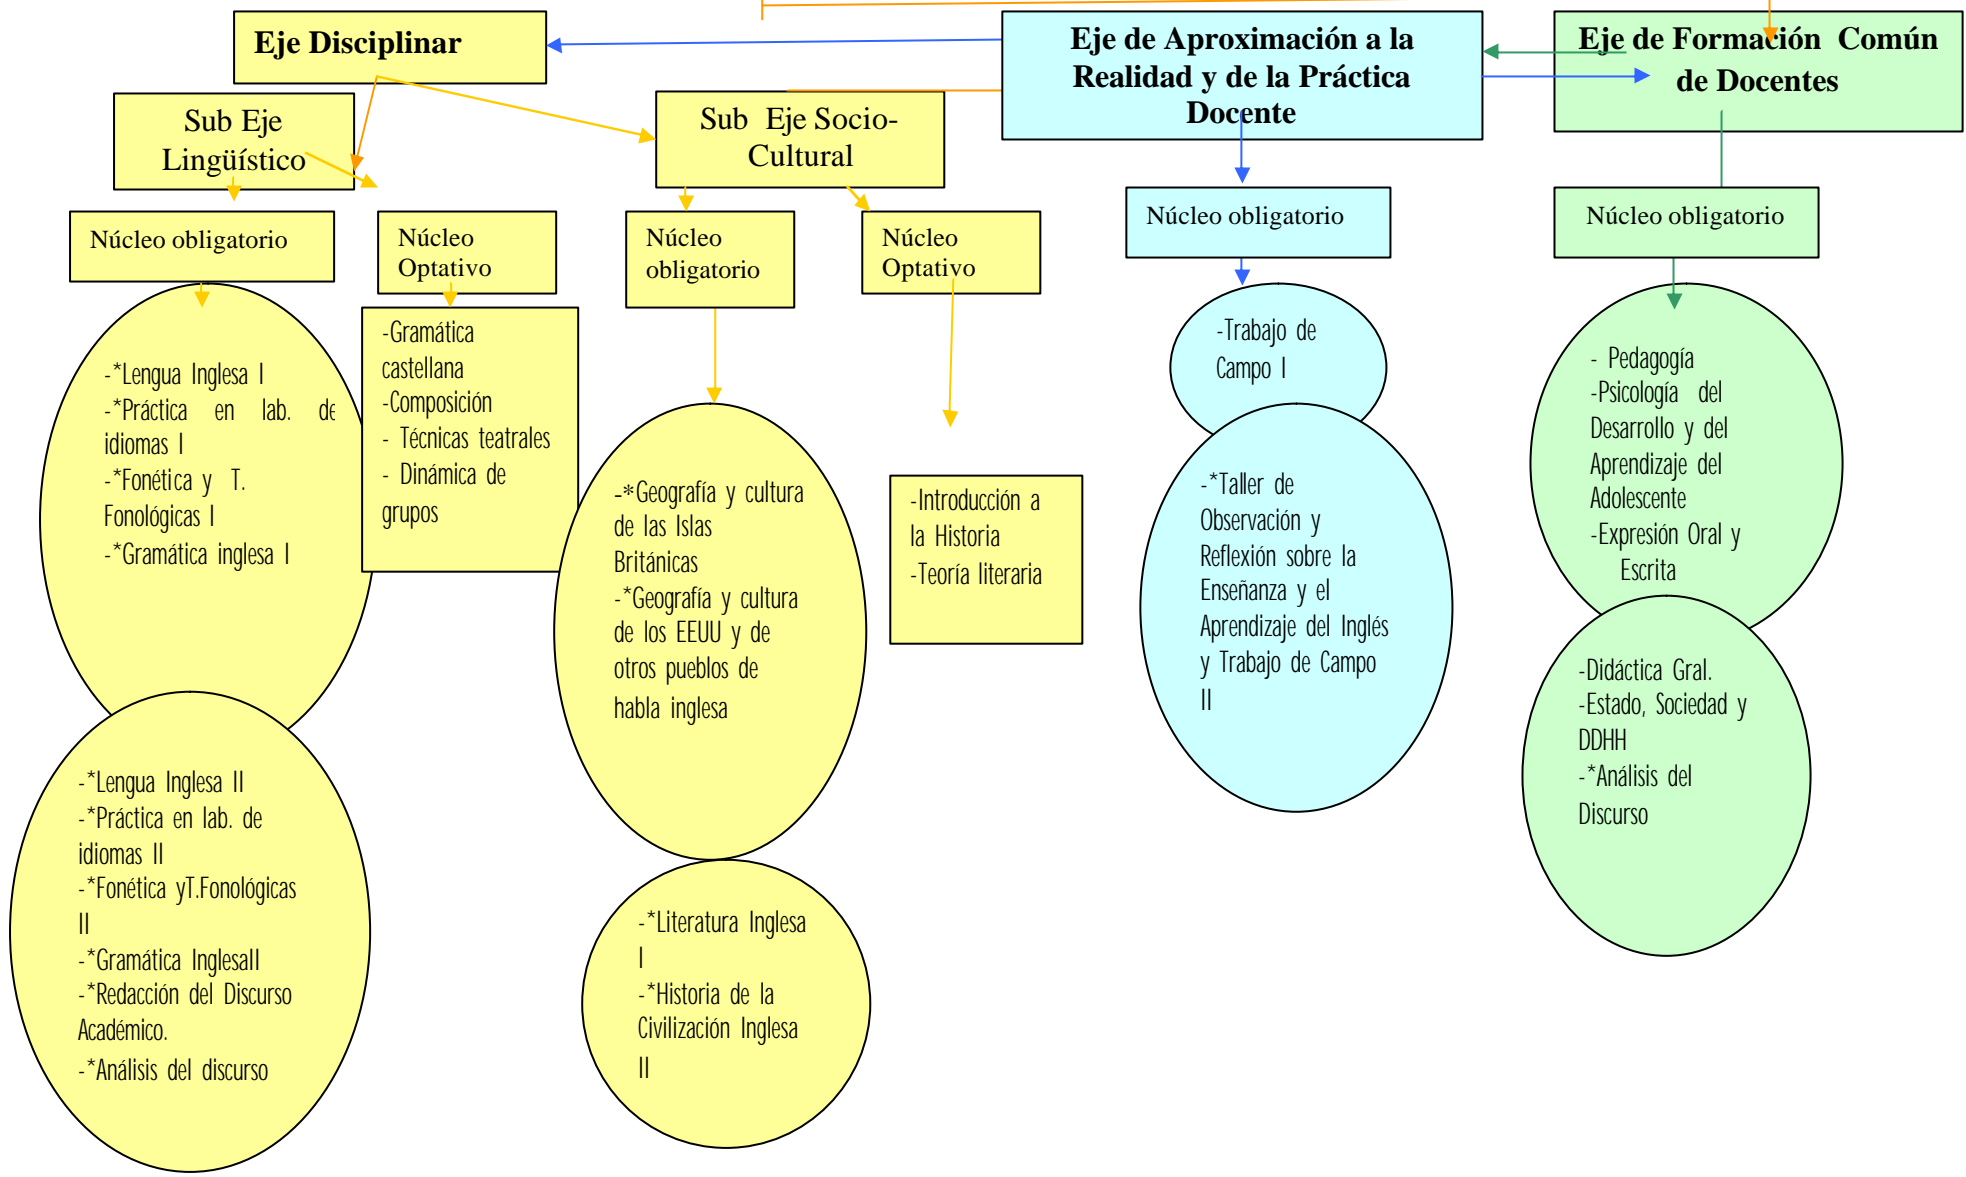 Eje Disciplinar
Eje de Aproximación a la
Realidad y de la Práctica
Docente
Eje de Formación Común
de Docentes
Sub Eje
Lingüístico
Sub Eje Socio-
Cultural
Núcleo obligatorio
Núcleo
Optativo
Núcleo
obligatorio
Núcleo
Optativo
Núcleo obligatorio
Núcleo obligatorio
-*Lengua Inglesa I
-*Práctica en lab. de
idiomas I
-*Fonética y T.
Fonológicas I
-*Gramática inglesa I
-Gramática
castellana
-Composición
- Técnicas teatrales
- Dinámica de
grupos
-*Geografía y cultura
de las Islas
Británicas
-*Geografía y cultura
de los EEUU y de
otros pueblos de
habla inglesa
-Introducción a
la Historia
-Teoría literaria
-Trabajo de
Campo I
-*Taller de
Observación y
Reflexión sobre la
Enseñanza y el
Aprendizaje del Inglés
y Trabajo de Campo
II
- Pedagogía
-Psicología del
Desarrollo y del
Aprendizaje del
Adolescente
-Expresión Oral y
Escrita
-Didáctica Gral.
-Estado, Sociedad y
DDHH
-*Análisis del
Discurso
-*Lengua Inglesa II
-*Práctica en lab. de
idiomas II
-*Fonética yT.Fonológicas
II
-*Gramática InglesaII
-*Redacción del Discurso
Académico.
-*Análisis del discurso
-*Literatura Inglesa
I
-*Historia de la
Civilización Inglesa
II